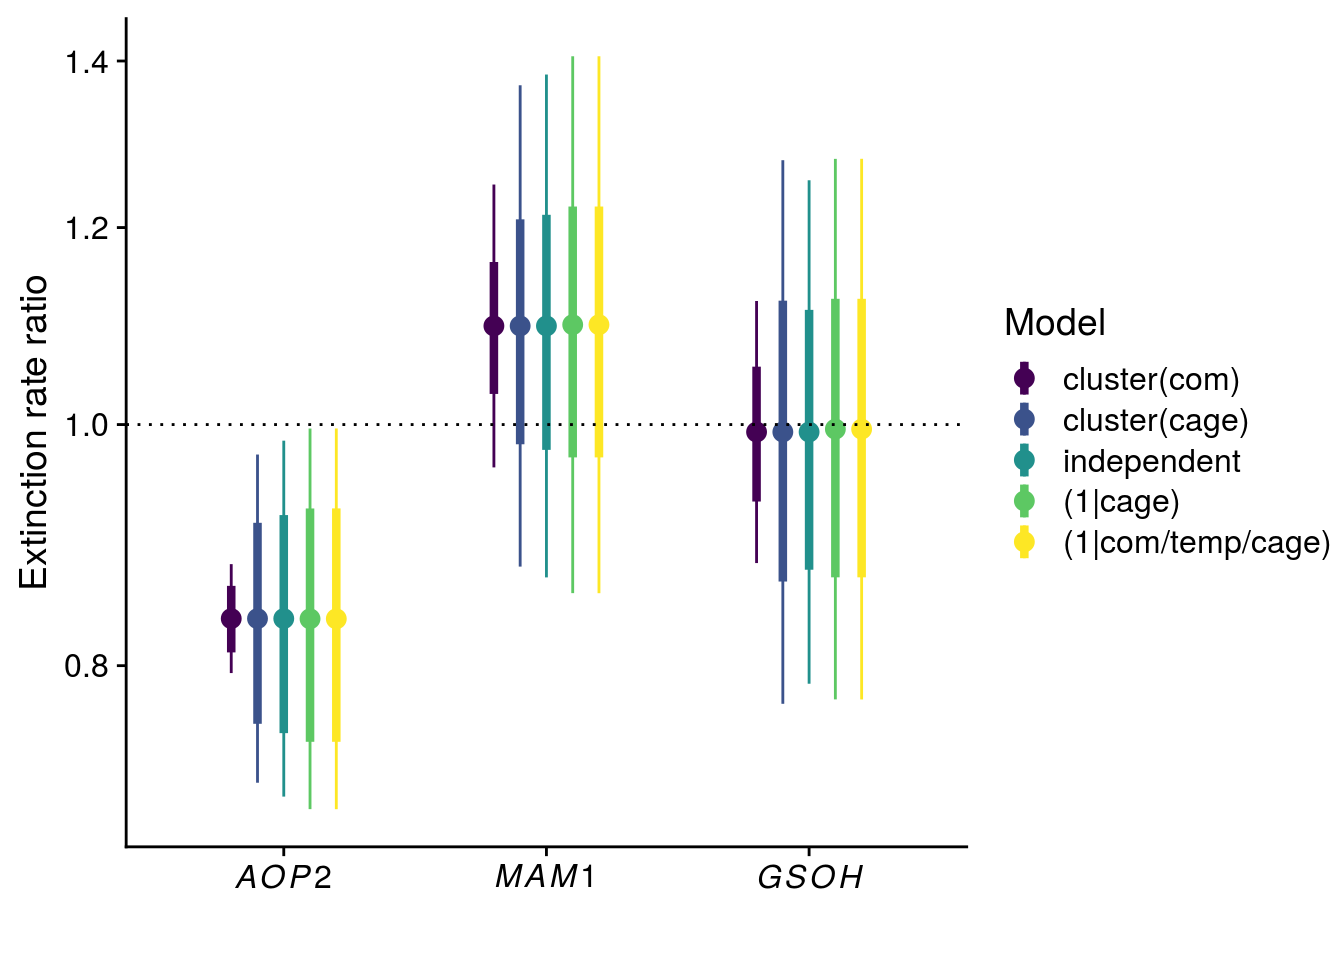 Extinction rate ratio
1.4
1.2
1.0
0.8
AOP2
MAM1
GSOH
Model
cluster(com)
cluster(cage)
independent
(1|cage)
(1|com/temp/cage)